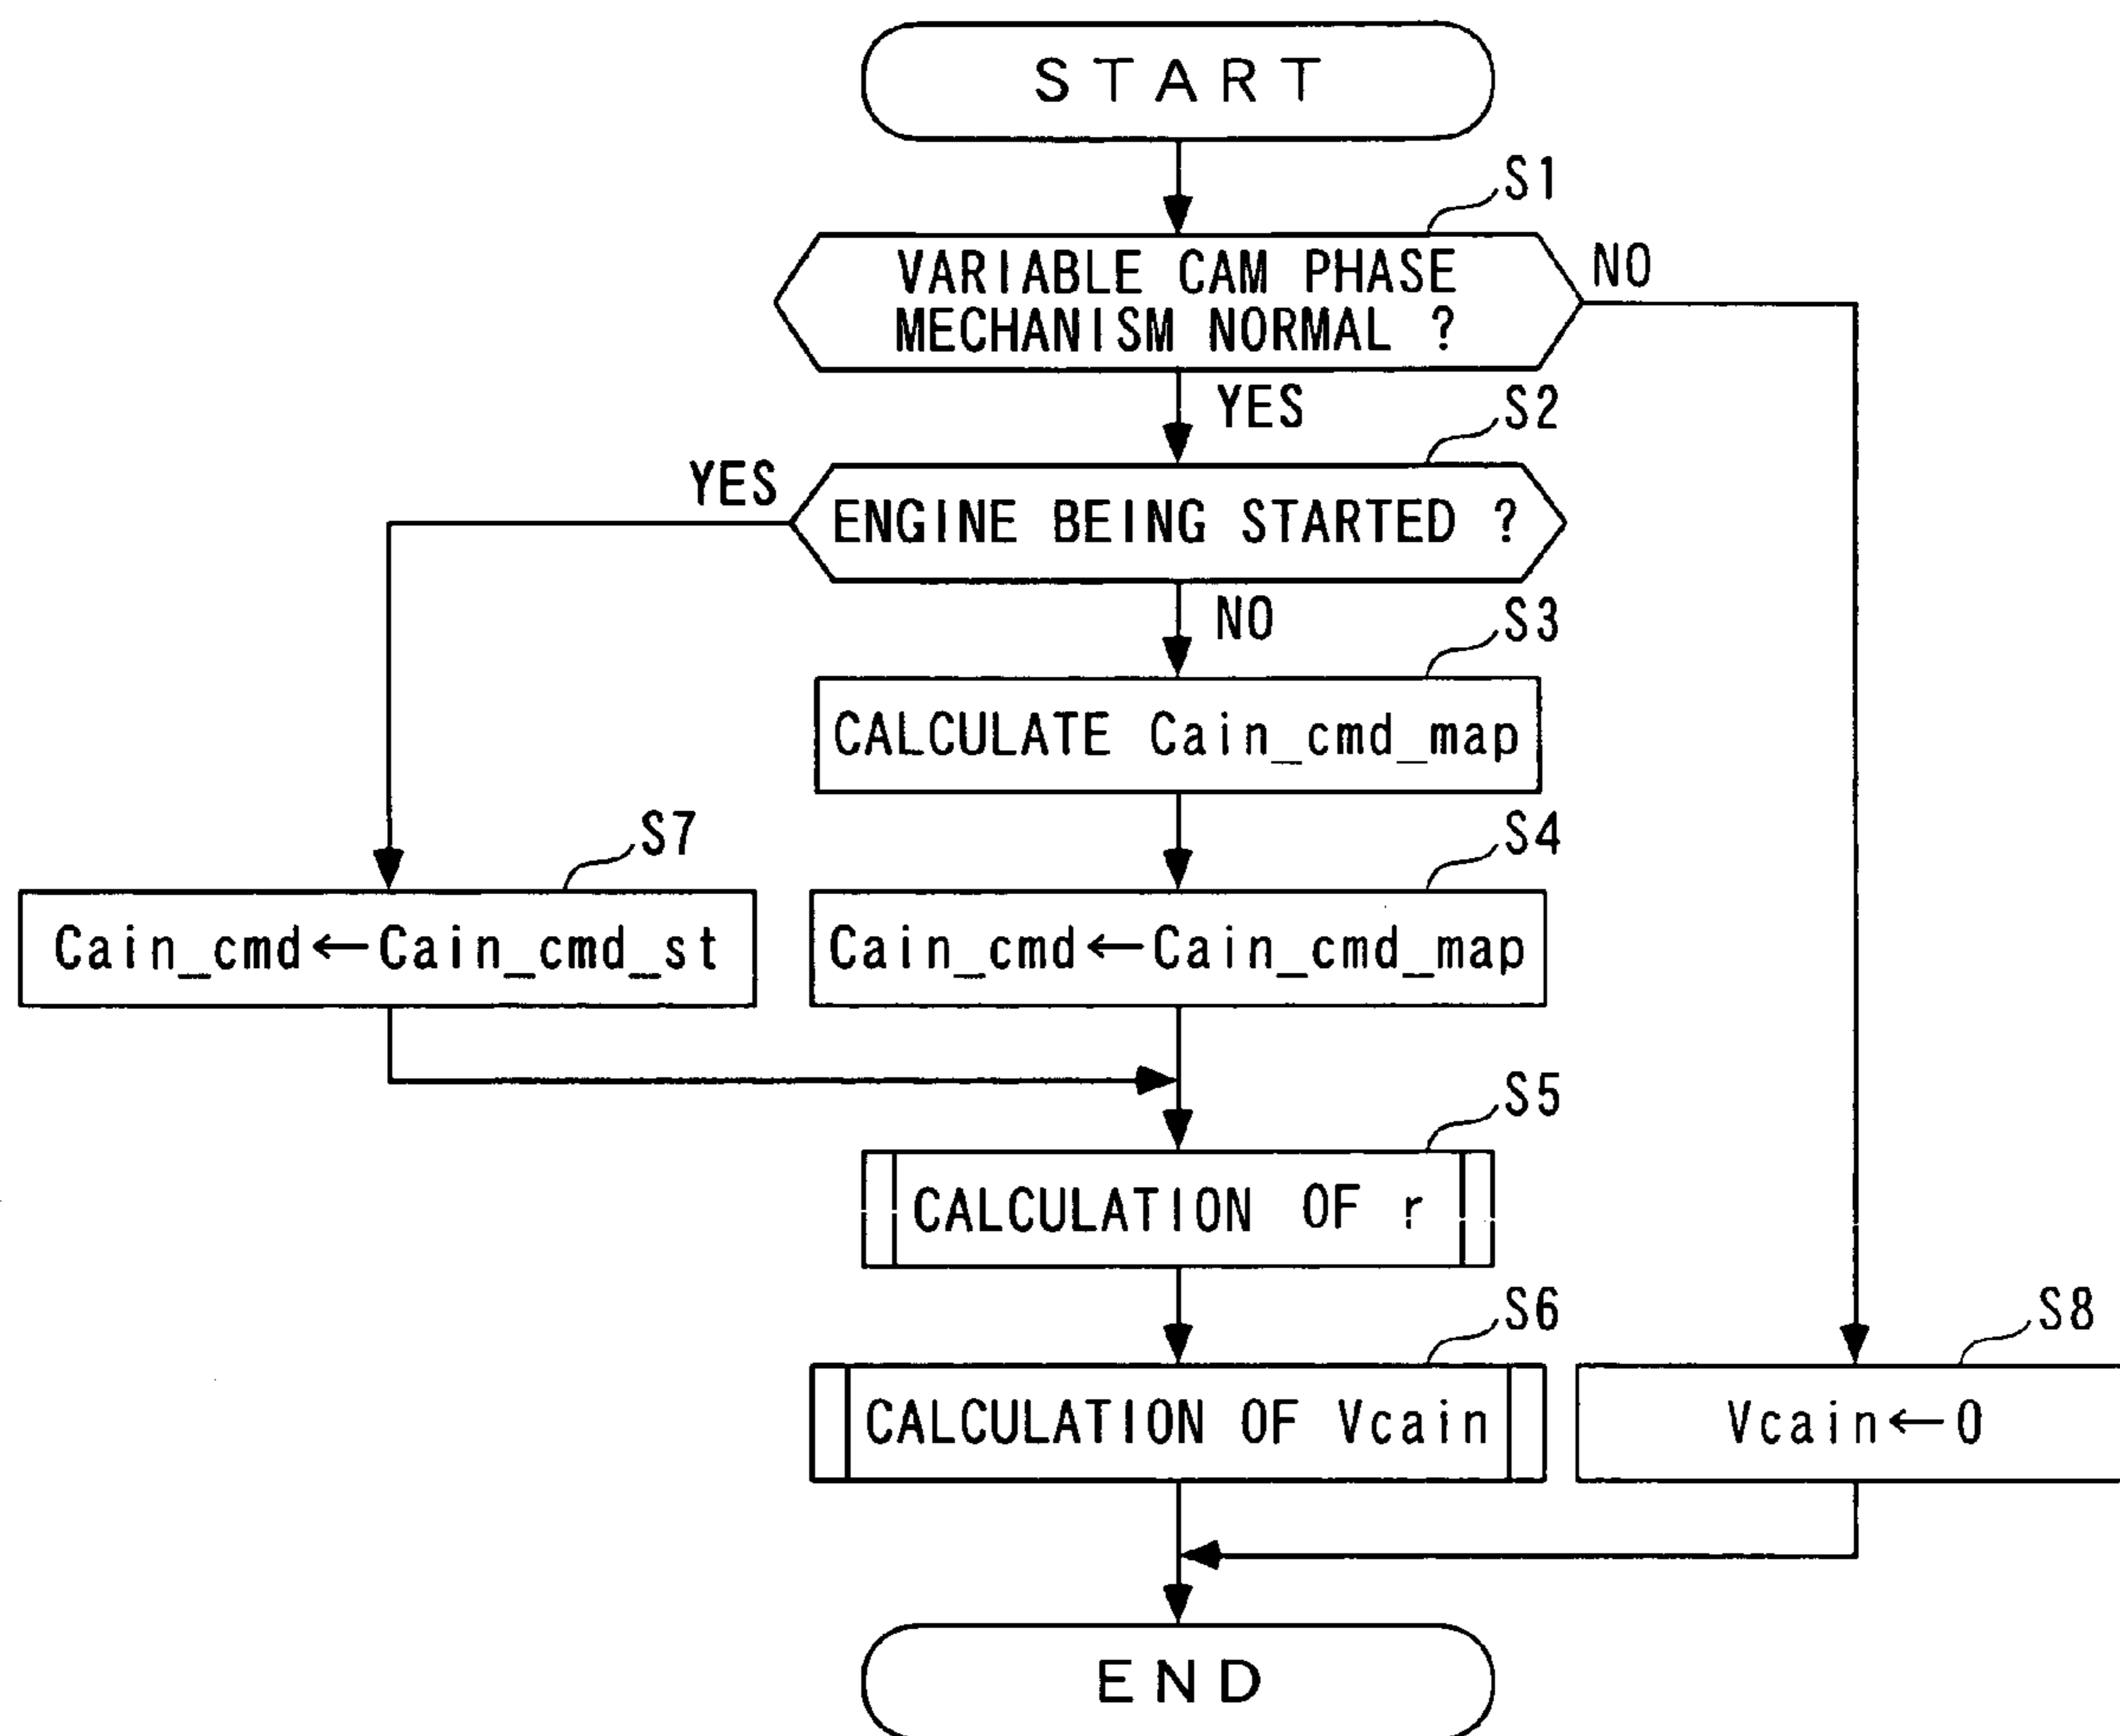 START
S1
VARIABLE CAM PHASE
MECHANISM NORMAL ?
NO
YES
S2
YES
ENGINE BEING STARTED ?
NO
S3
CALCULATE Cain_cmd_map
S7
S4
Cain_cmd←Cain_cmd_st
Cain_cmd←Cain_cmd_map
S5
CALCULATION OF r
S6
S8
CALCULATION OF Vcain
Vcain←0
END